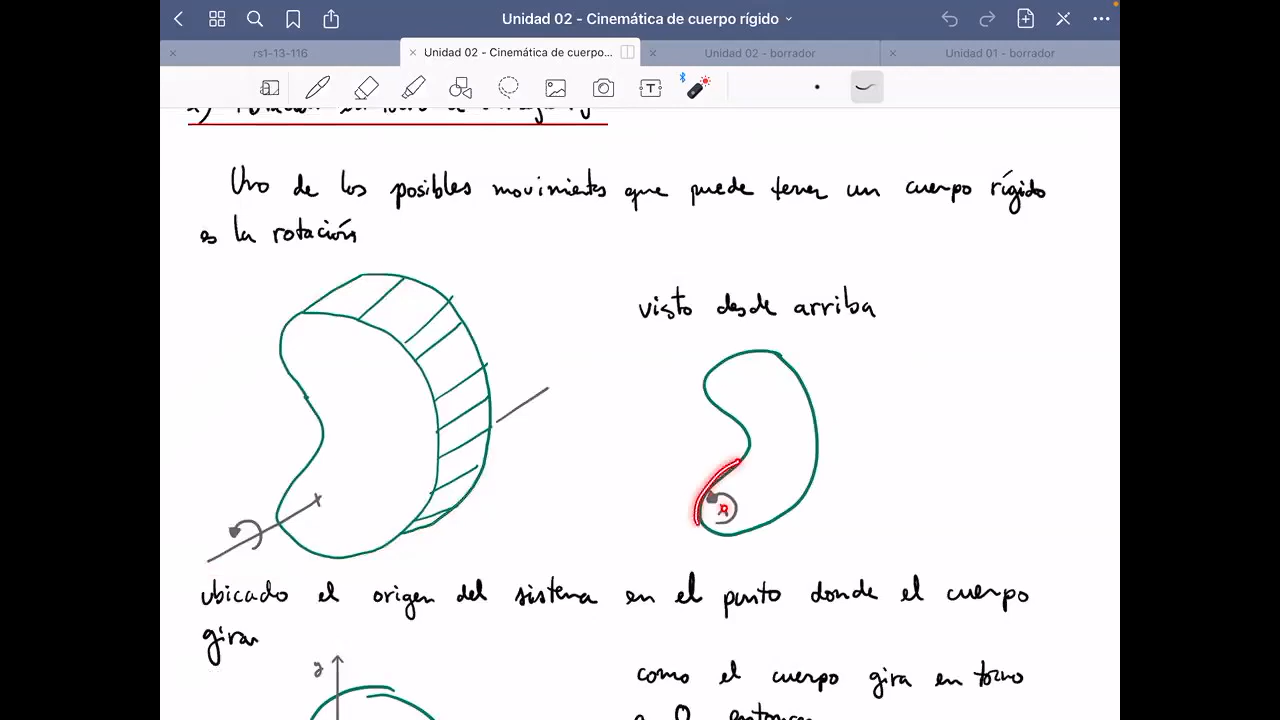 Unidad 02 - Cinemática de cuerpo rígido
rs1-13-116
Unidad 02 - Cinemática de cuerpo...
Unidad 02 - borrador
Unidad 01 - borrador
T
Uno de los posibles movimientos que puede tener un cuerpo rígido
es la rotación
visto desde arriba
ubicado el origen del sistema en el punto donde el cuerpo
gira
y
como el cuerpo gira en torno
a O entonces